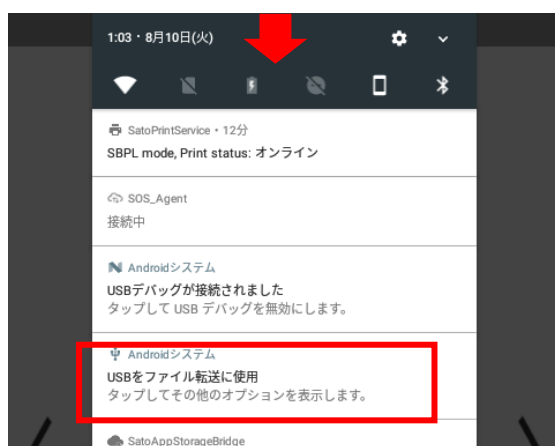 1:03・8月10日(火)
SatoPrintService・12分
SBPL mode, Print status: オンライン
SOS_Agent
接続中
Androidシステム
USBデバッグが接続されました
タップして USB デバッグを無効にします。
Androidシステム
USBをファイル転送に使用
タップしてその他のオプションを表示します。
SatoAppStorageBridge